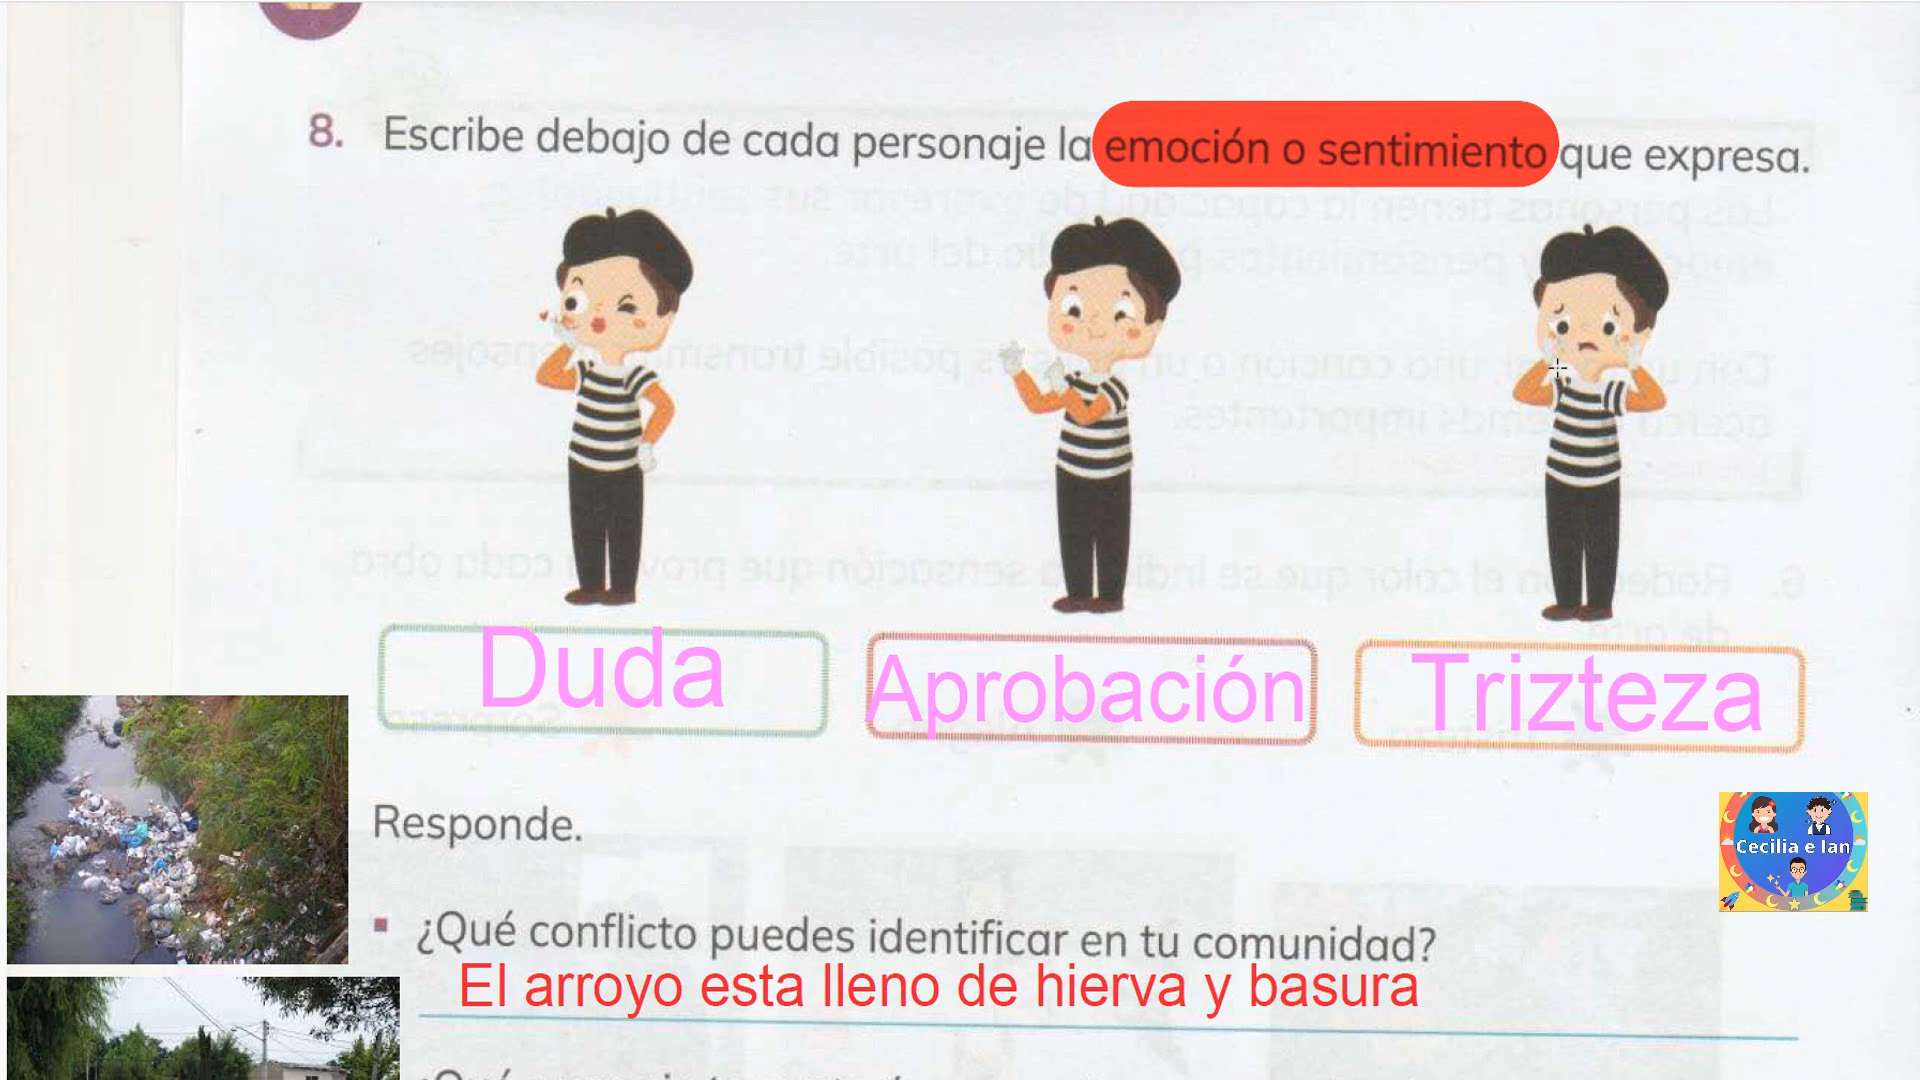 8. Escribe debajo de cada personaje la emoción o sentimiento que expresa.
Duda
Aprobación
Trizteza
Responde.
Cecilia e Ian
¿Qué conflicto puedes identificar en tu comunidad?
El arroyo esta lleno de hierva y basura